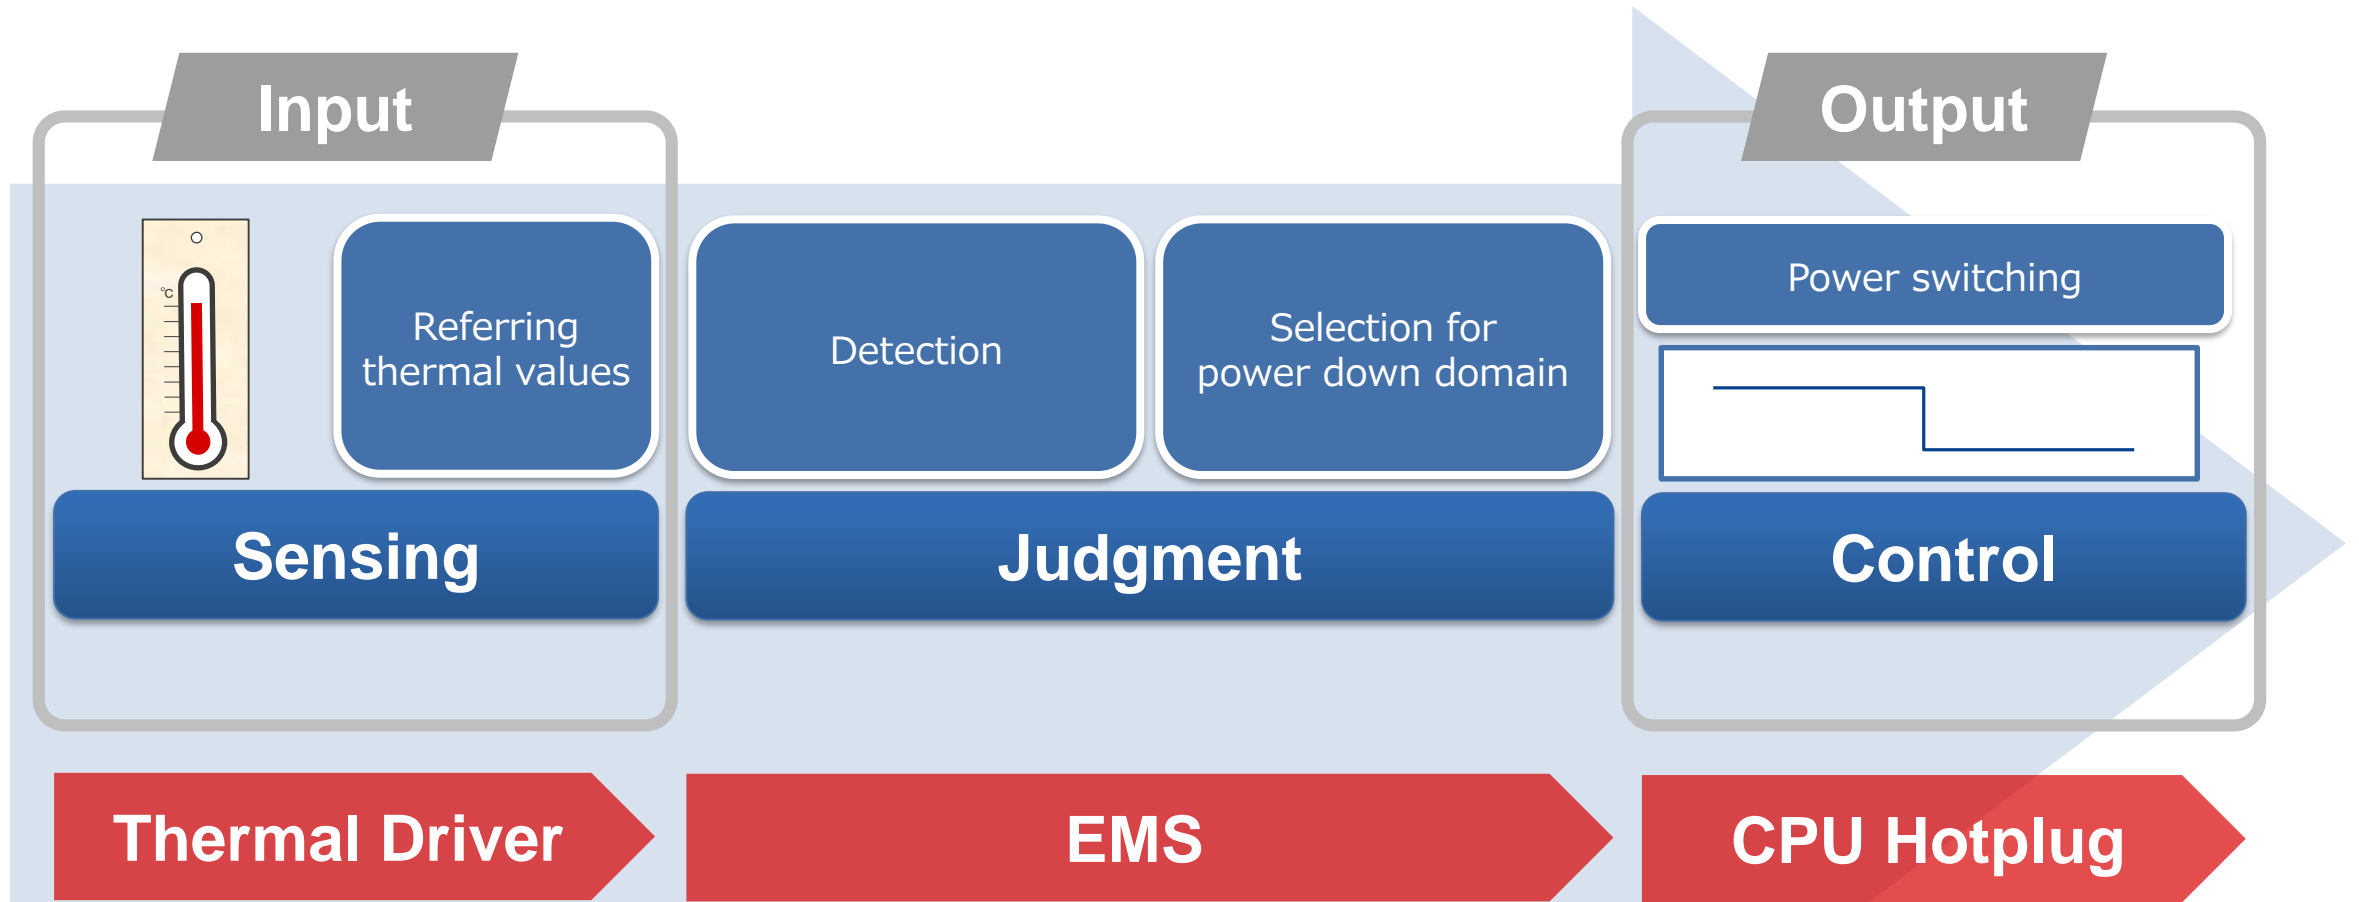 Input
Output
°C
Referring
thermal values
Detection
Selection for
power down domain
Power switching
Sensing
Judgment
Control
Thermal Driver
EMS
CPU Hotplug